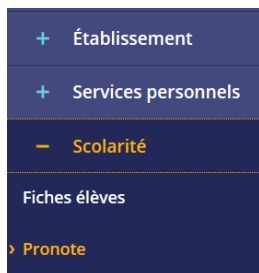 + Établissement
+ Services personnels
− Scolarité
Fiches élèves
› Pronote